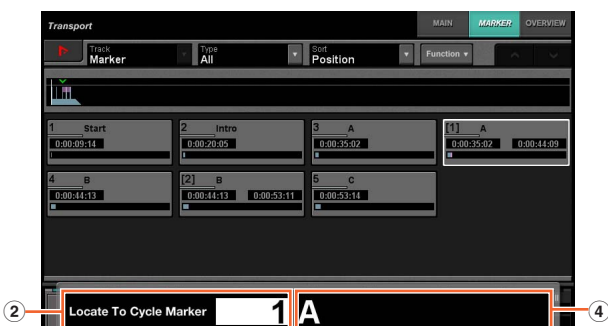 Transport
MAIN MARKER OVERVIEW
Track Type Sort
Marker All Position Function
1 Start 2 Intro 3 A [1] A
0:00:09:14 0:00:20:05 0:00:35:02 0:00:35:02 0:00:44:09
4 B [2] B 5 C
0:00:44:13 0:00:44:13 0:00:53:11 0:00:53:14
2 Locate To Cycle Marker 1 A 4